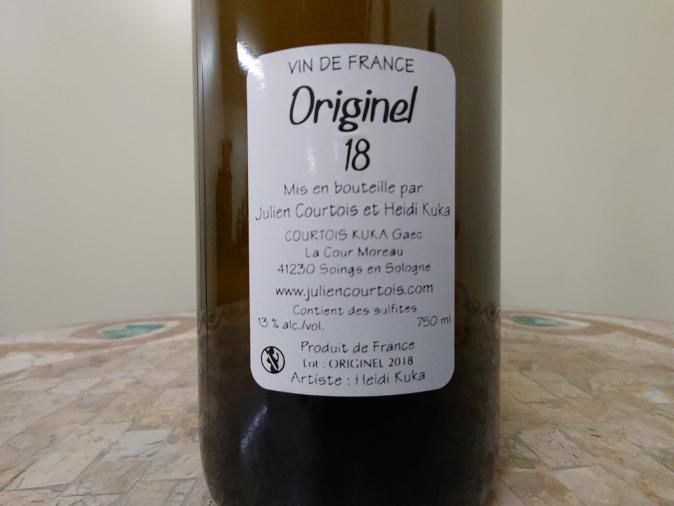 VIN DE FRANCE
Originel
18
Mis en bouteille par
Julien Courtois et Heidi Kuka
COURTOIS KUKA Gaec
La Cour Moreau
41230 Soings en Sologne
www.juliencourtois.com
Contient des sulfites
13 % alc./vol. 750 ml
Produit de France
Lot : ORIGINEL 2018
Artiste : Heidi Kuka